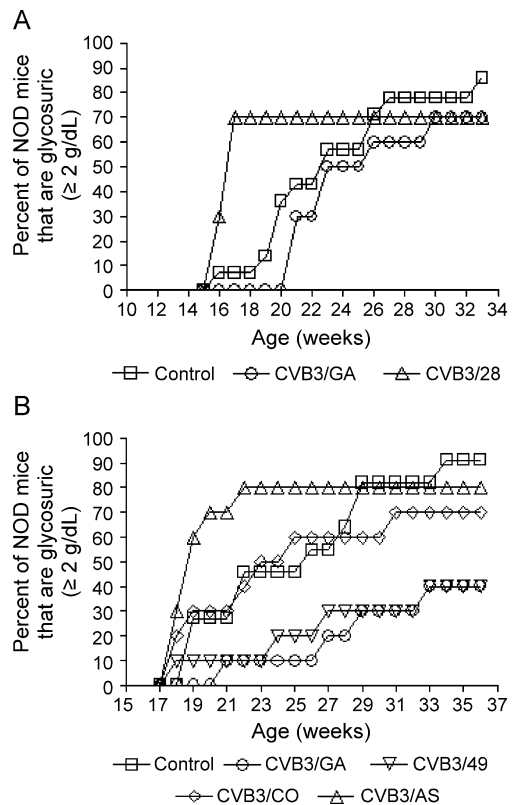 A
Percent of NOD mice
that are glycosuric
(≥ 2 g/dL)
100
90
80
70
60
50
40
30
20
10
0
10 12 14 16 18 20 22 24 26 28 30 32 34
Age (weeks)
Control CVB3/GA CVB3/28
B
Percent of NOD mice
that are glycosuric
(≥ 2 g/dL)
100
90
80
70
60
50
40
30
20
10
0
15 17 19 21 23 25 27 29 31 33 35 37
Age (weeks)
Control CVB3/GA CVB3/49
CVB3/CO CVB3/AS